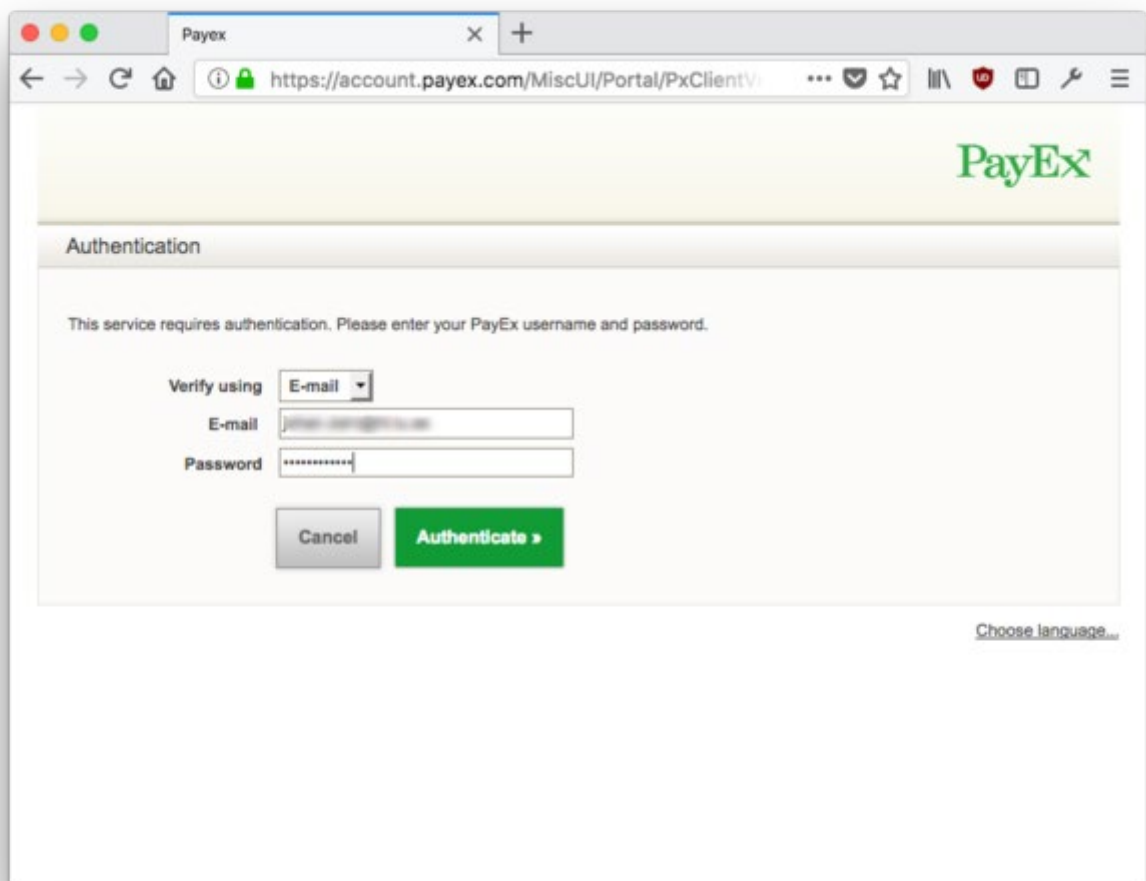 Payex
https://account.payex.com/MiscUI/Portal/PxClientV
PayEx
Authentication
This service requires authentication. Please enter your PayEx username and password.
Verify using E-mail
E-mail
Password ••••••••••••
Cancel Authenticate »
Choose language...